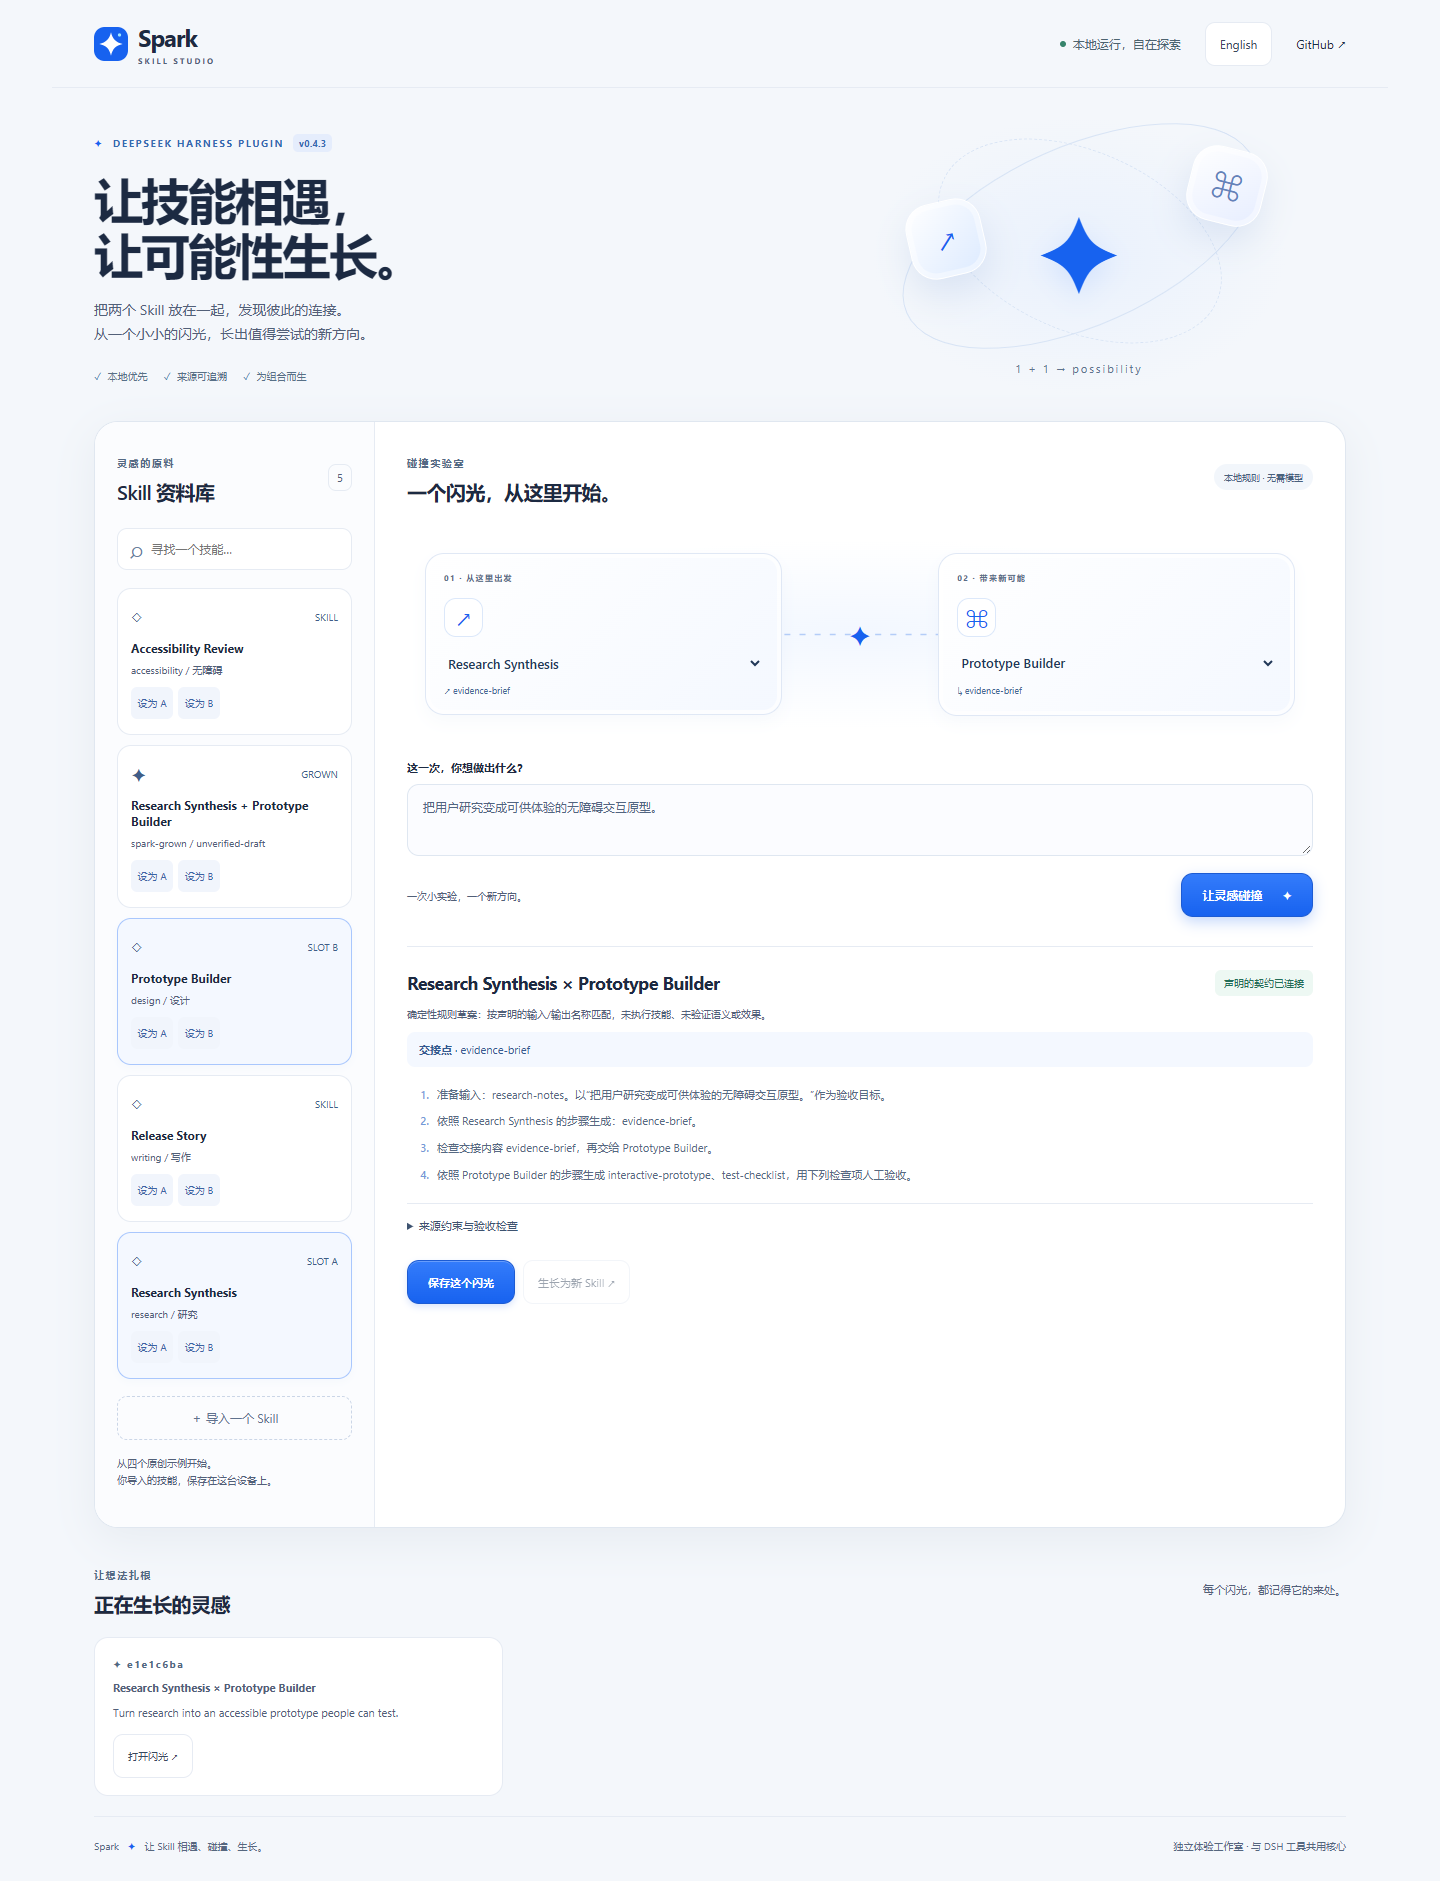 Spark
SKILL STUDIO
本地运行，自在探索
English
GitHub ↗
✦ DEEPSEEK HARNESS PLUGIN v0.4.3
让技能相遇，
让可能性生长。
把两个 Skill 放在一起，发现彼此的连接。
从一个小小的闪光，长出值得尝试的新方向。
✓ 本地优先 ✓ 来源可追溯 ✓ 为组合而生
1 + 1 → possibility
灵感的原料
Skill 资料库
5
寻找一个技能...
SKILL
Accessibility Review
accessibility / 无障碍
设为 A 设为 B
GROWN
Research Synthesis + Prototype
Builder
spark-grown / unverified-draft
设为 A 设为 B
SLOT B
Prototype Builder
design / 设计
设为 A 设为 B
SKILL
Release Story
writing / 写作
设为 A 设为 B
SLOT A
Research Synthesis
research / 研究
设为 A 设为 B
+ 导入一个 Skill
从四个原创示例开始。
你导入的技能，保存在这台设备上。
碰撞实验室
一个闪光，从这里开始。
本地规则 · 无需模型
01 · 从这里出发
Research Synthesis
↗ evidence-brief
02 · 带来新可能
Prototype Builder
↳ evidence-brief
这一次，你想做出什么？
把用户研究变成可供体验的无障碍交互原型。
一次小实验，一个新方向。
让灵感碰撞 ✦
Research Synthesis × Prototype Builder
声明的契约已连接
确定性规则草案：按声明的输入/输出名称匹配，未执行技能、未验证语义或效果。
交接点 · evidence-brief
1. 准备输入：research-notes。以“把用户研究变成可供体验的无障碍交互原型。”作为验收目标。
2. 依照 Research Synthesis 的步骤生成：evidence-brief。
3. 检查交接内容 evidence-brief，再交给 Prototype Builder。
4. 依照 Prototype Builder 的步骤生成 interactive-prototype、test-checklist，用下列检查项人工验收。
▶ 来源约束与验收检查
保存这个闪光
生长为新 Skill ↗
让想法扎根
正在生长的灵感
每个闪光，都记得它的来处。
✦ e1e1c6ba
Research Synthesis × Prototype Builder
Turn research into an accessible prototype people can test.
打开闪光 ↗
Spark ✦ 让 Skill 相遇、碰撞、生长。
独立体验工作室 · 与 DSH 工具共用核心